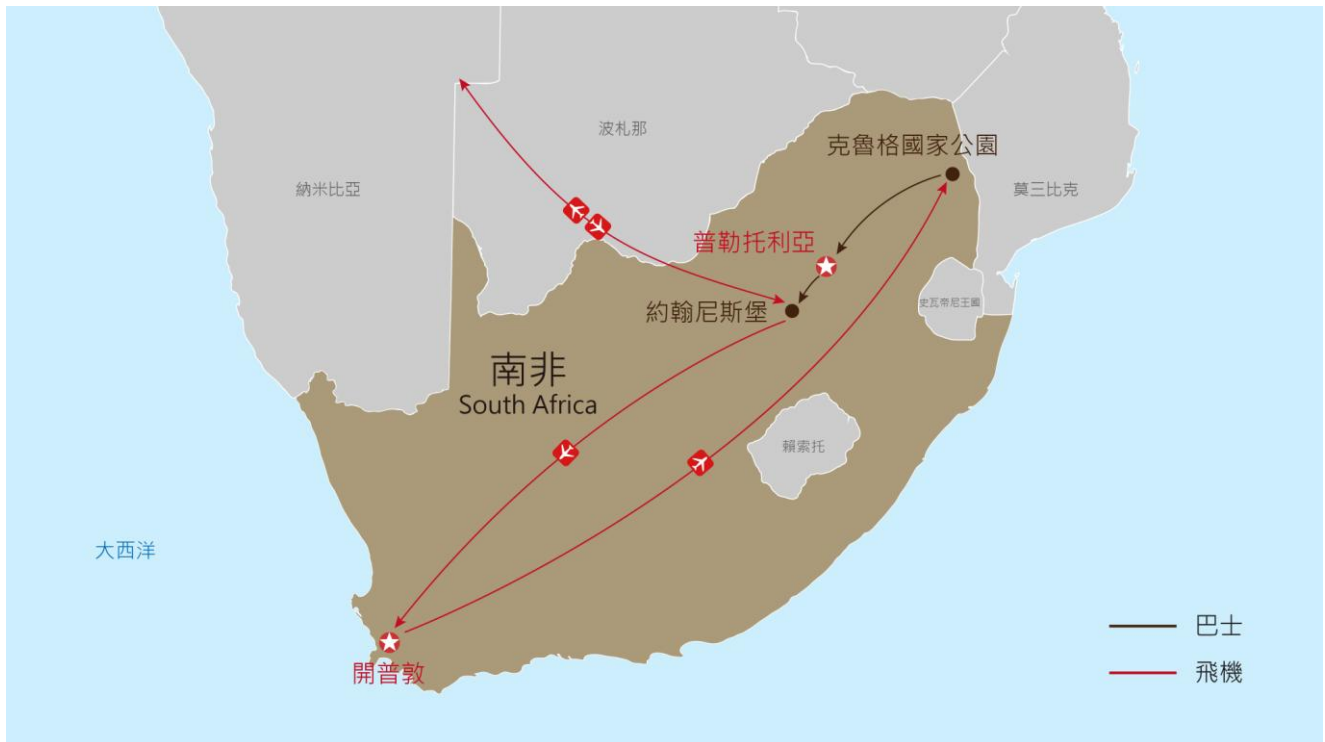 波札那
克魯格國家公園
納米比亞
莫三比克
普勒托利亞
史瓦帝尼王國
約翰尼斯堡
南非
South Africa
賴索托
大西洋
巴士
開普敦
飛機